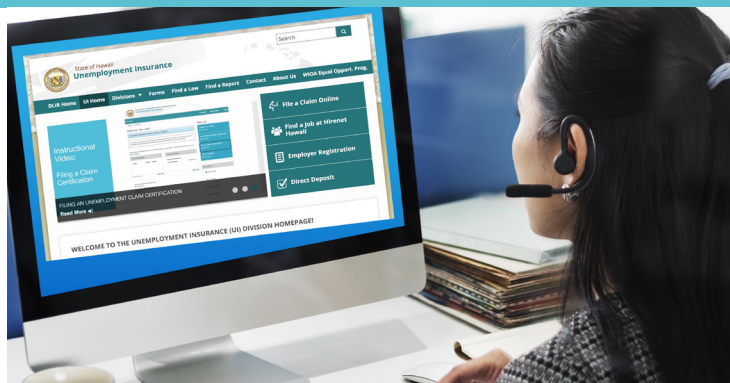 Search
State of Hawaii
Unemployment Insurance
DLIR Home UI Home Divisions Forms Find a Law Find a Report Contact About Us WIOA Equal Opport. Prog.
Instructional
Video:
Filing a Claim
Certification
FILING AN UNEMPLOYMENT CLAIM CERTIFICATION
Read More
File a Claim Online
Find a Job at Hirenet
Hawaii
Employer Registration
Direct Deposit
WELCOME TO THE UNEMPLOYMENT INSURANCE (UI) DIVISION HOMEPAGE!